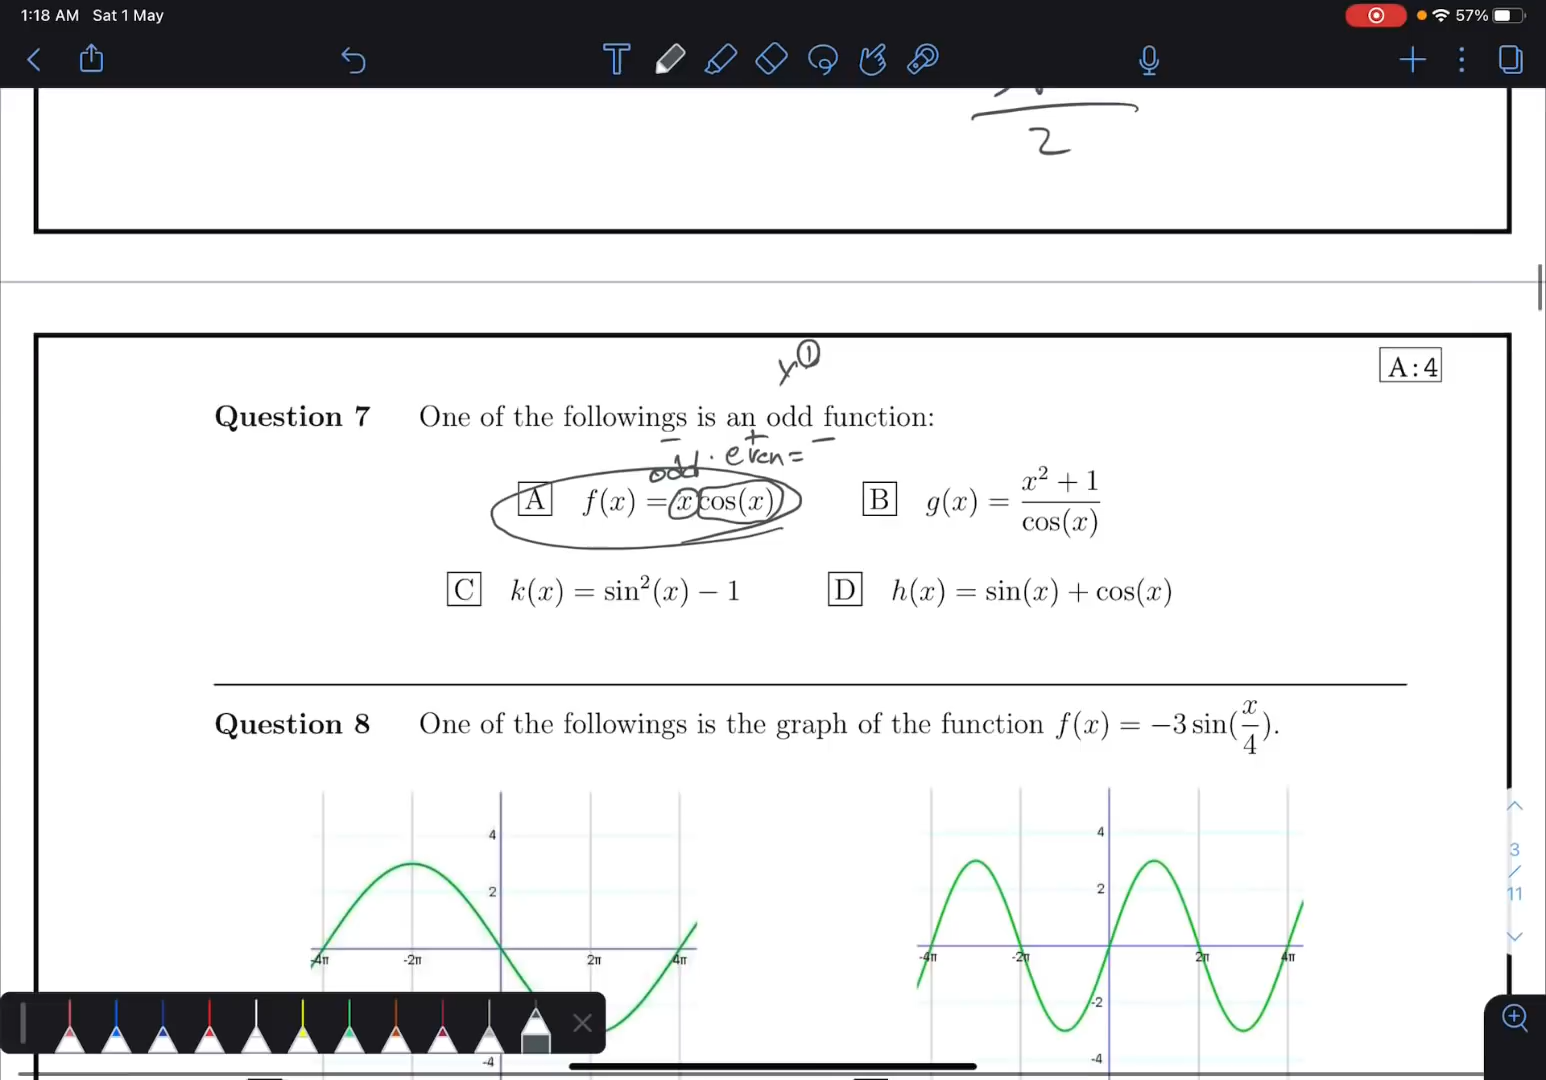 1:18 AM Sat 1 May
57%
T
2
A:4
x①
Question 7 One of the followings is an odd function:
− + −
odd · even =
A f(x) = x cos(x)
B g(x) = \frac{x² + 1}{cos(x)}
C k(x) = sin²(x) − 1
D h(x) = sin(x) + cos(x)
Question 8 One of the followings is the graph of the function f(x) = −3 sin(\frac{x}{4}).
4
2
-4π -2π 2π 4π
-4
4
2
-4π -2π 2π 4π
-2
-4
3
/
11